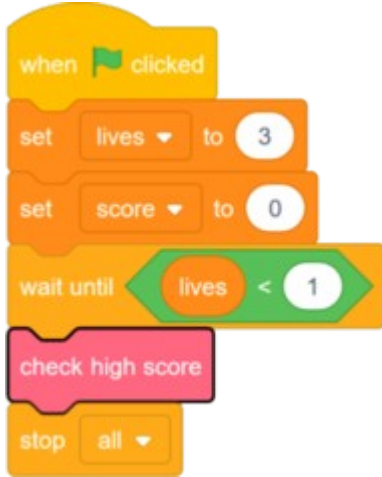 when clicked
set lives to 3
set score to 0
wait until lives < 1
check high score
stop all